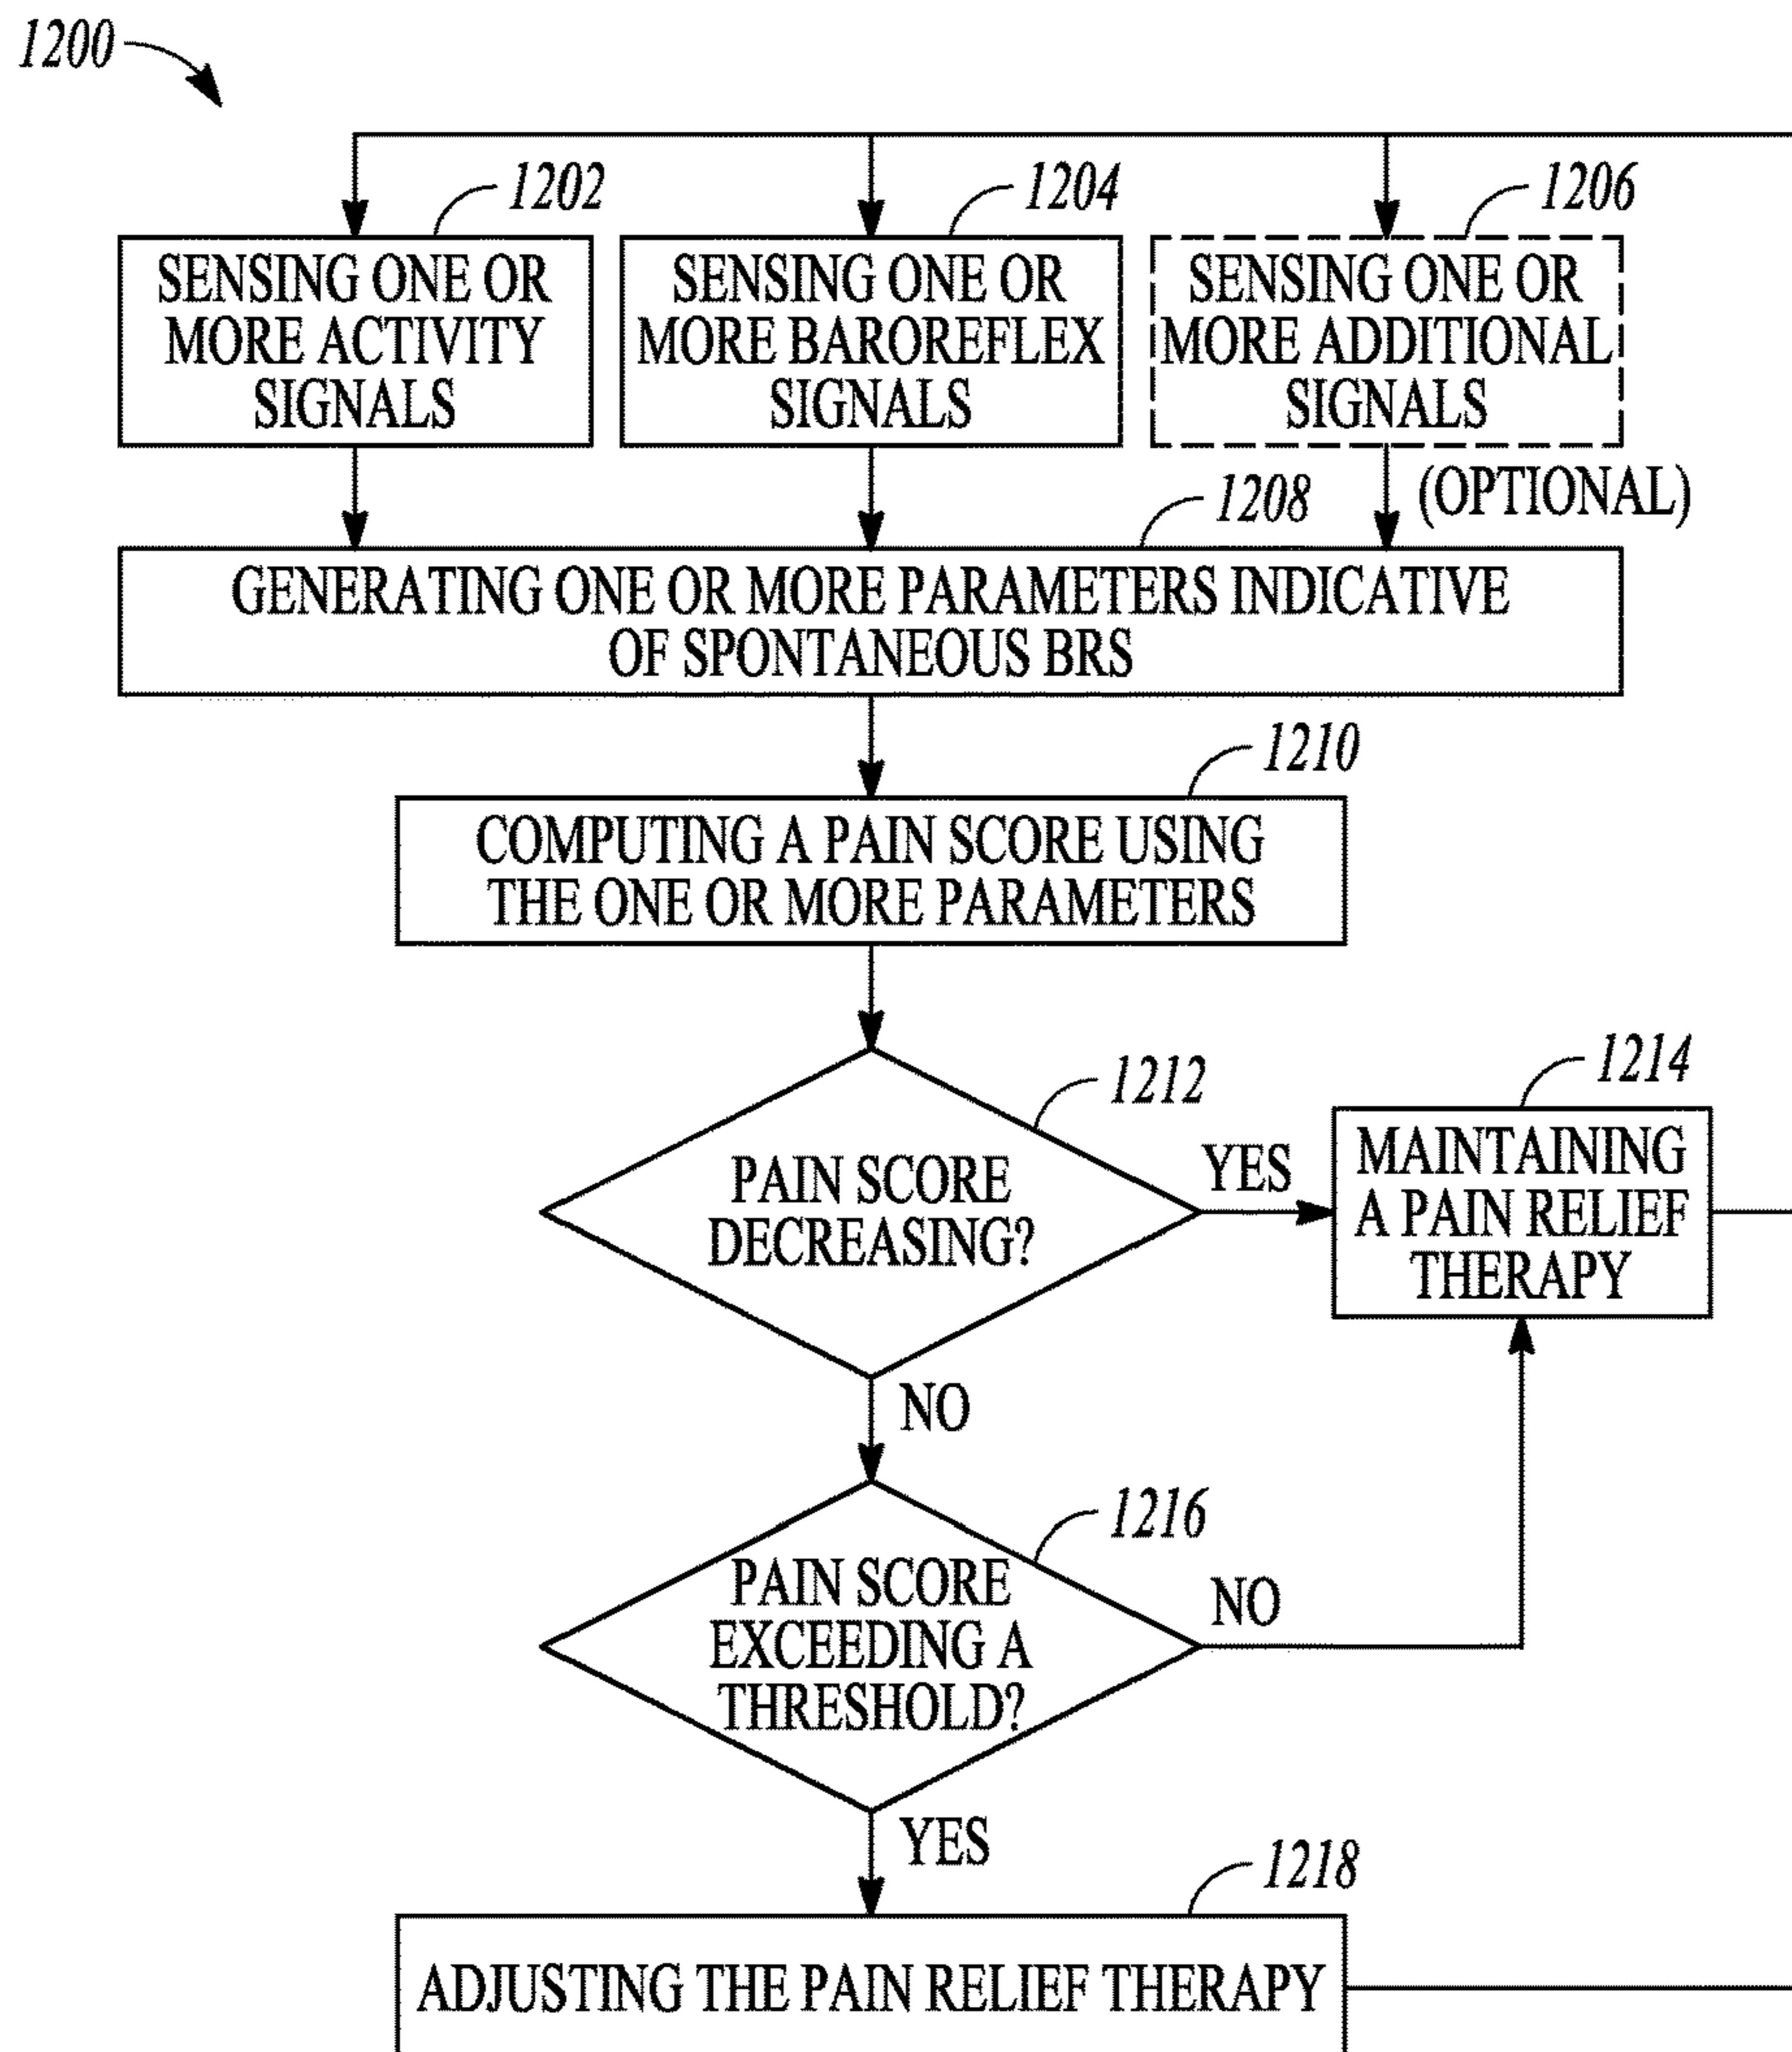 1200
1202
1204
1206
SENSING ONE OR
MORE ACTIVITY
SIGNALS
SENSING ONE OR
MORE BAROREFLEX
SIGNALS
SENSING ONE OR
MORE ADDITIONAL
SIGNALS
(OPTIONAL)
1208
GENERATING ONE OR MORE PARAMETERS INDICATIVE
OF SPONTANEOUS BRS
1210
COMPUTING A PAIN SCORE USING
THE ONE OR MORE PARAMETERS
1212
PAIN SCORE
DECREASING?
YES
1214
MAINTAINING
A PAIN RELIEF
THERAPY
NO
1216
PAIN SCORE
EXCEEDING A
THRESHOLD?
NO
YES
1218
ADJUSTING THE PAIN RELIEF THERAPY